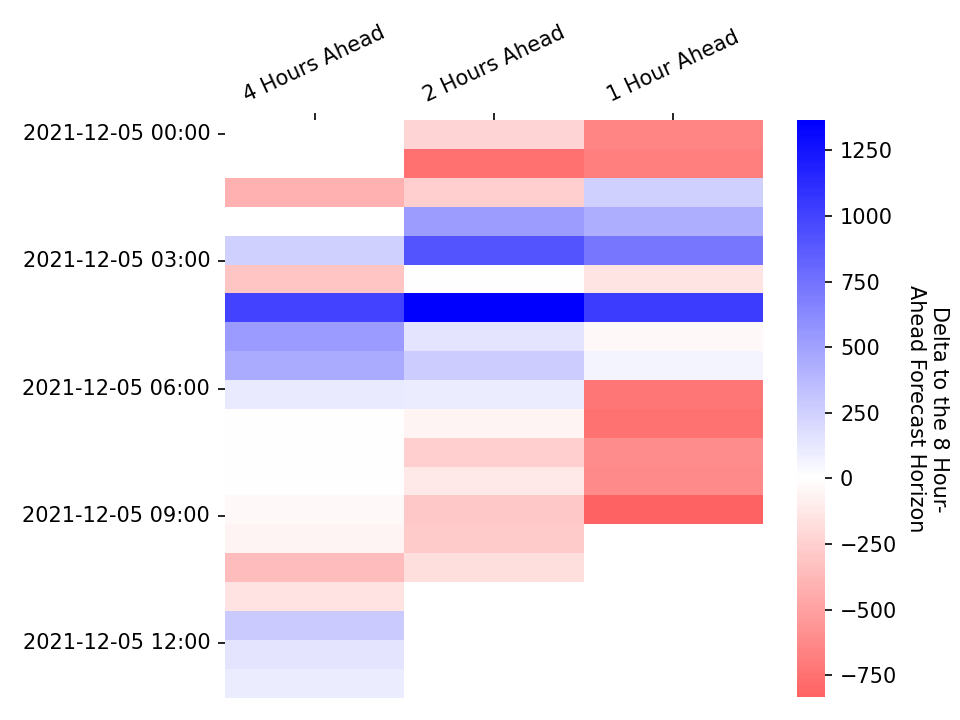 4 Hours Ahead
2 Hours Ahead
1 Hour Ahead
2021-12-05 00:00
2021-12-05 03:00
2021-12-05 06:00
2021-12-05 09:00
2021-12-05 12:00
1250
1000
750
500
250
0
−250
−500
−750
Delta to the 8 Hour-
Ahead Forecast Horizon